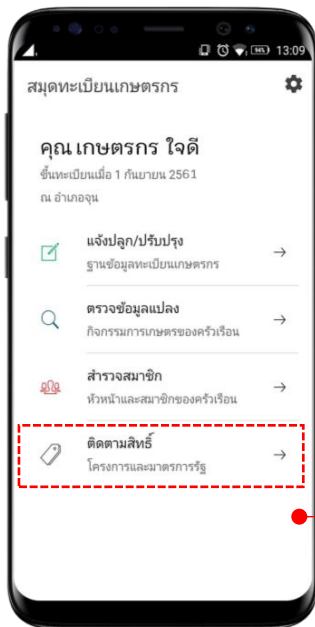 13:09
สมุดทะเบียนเกษตรกร
คุณ เกษตรกร ใจดี
ขึ้นทะเบียนเมื่อ 1 กันยายน 2561
ณ อำเภอจุน
แจ้งปลูก/ปรับปรุง
ฐานข้อมูลทะเบียนเกษตรกร
ตรวจข้อมูลแปลง
กิจกรรมการเกษตรของครัวเรือน
สำรวจสมาชิก
หัวหน้าและสมาชิกของครัวเรือน
ติดตามสิทธิ์
โครงการและมาตรการรัฐ